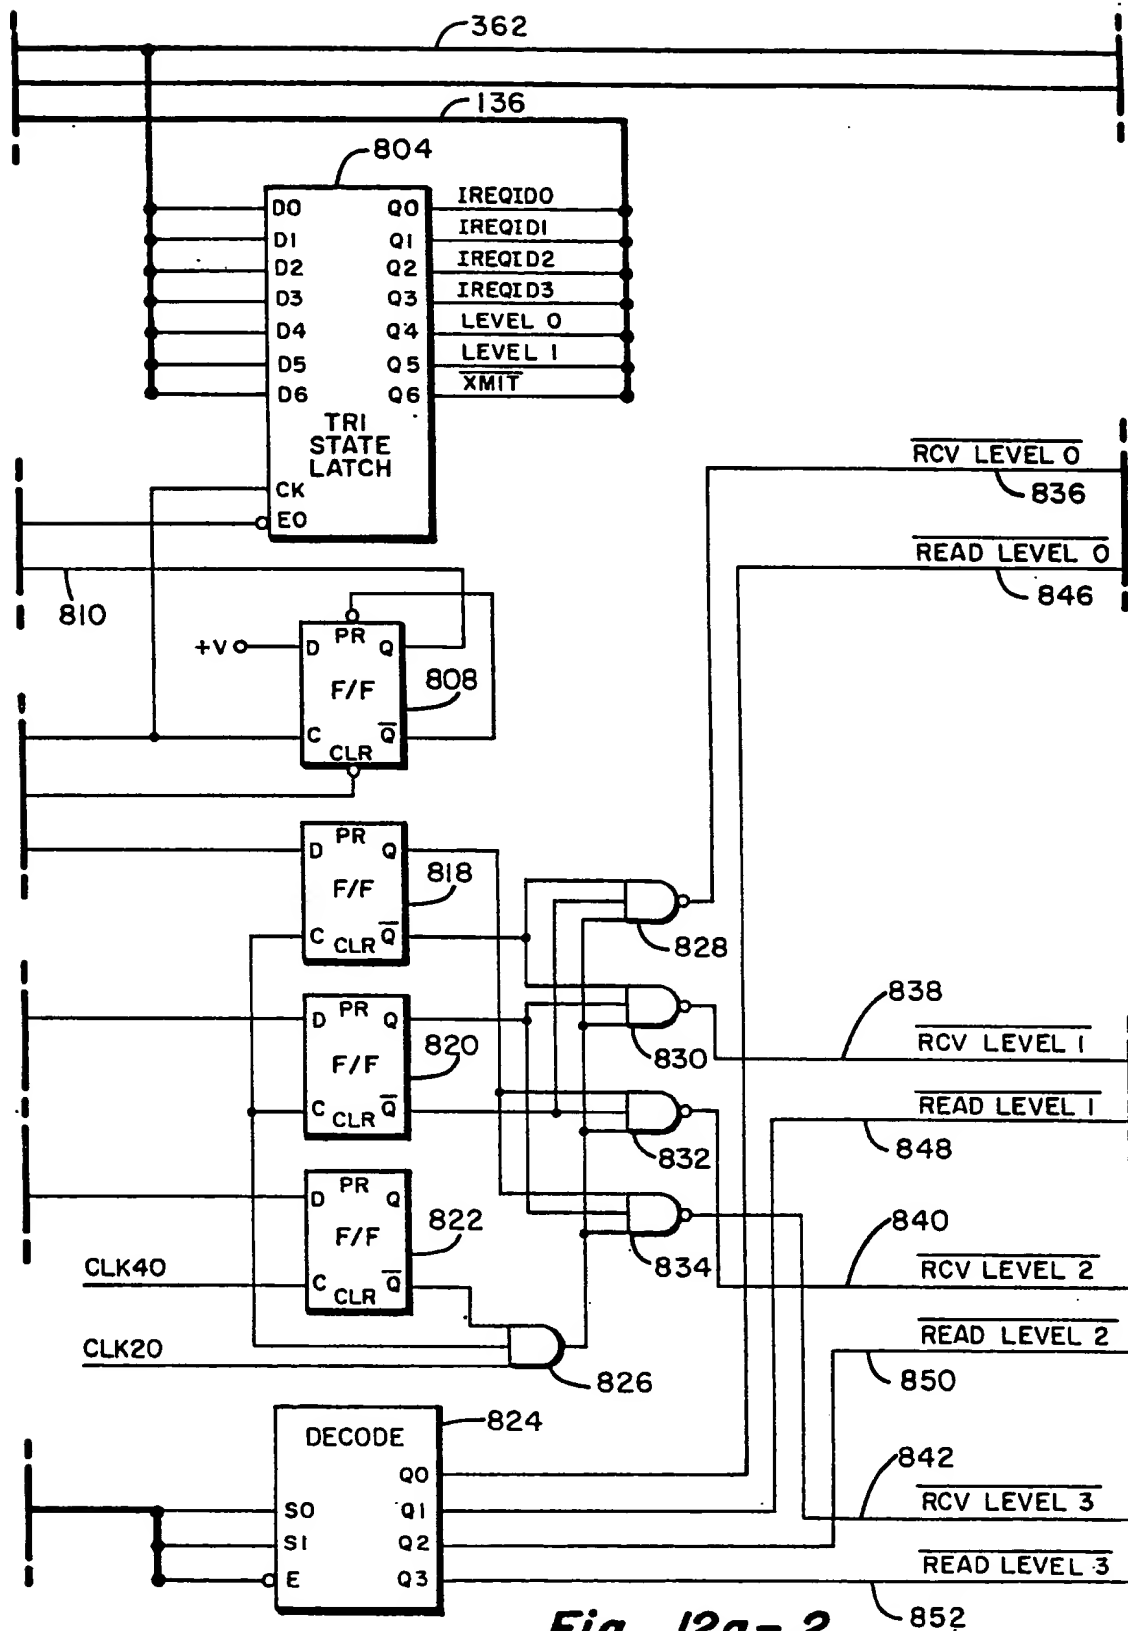 362
136
804
D0 Q0 IREQID0
D1 Q1 IREQID1
D2 Q2 IREQID2
D3 Q3 IREQID3
D4 Q4 LEVEL 0
D5 Q5 LEVEL 1
D6 Q6 XMIT
TRI
STATE
LATCH
CK
EO
RCV LEVEL 0
836
READ LEVEL 0
846
810
+V D PR Q
F/F 808
C CLR Q
D PR Q
F/F 818
C CLR Q
828
838
D PR Q
F/F 820
C CLR Q
830
RCV LEVEL 1
READ LEVEL 1
832
848
D PR Q
F/F 822
C CLR Q
834
840
CLK40
RCV LEVEL 2
CLK20
READ LEVEL 2
826
850
824
DECODE
Q0
S0 Q1
S1 Q2
E Q3
842
RCV LEVEL 3
READ LEVEL 3
852
Fig. 12a-2